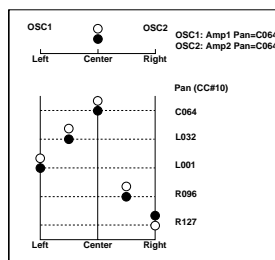 OSC1 OSC2
OSC1: Amp1 Pan=C064
OSC2: Amp2 Pan=C064
Left Center Right
Pan (CC#10)
C064
L032
L001
R096
R127
Left Center Right